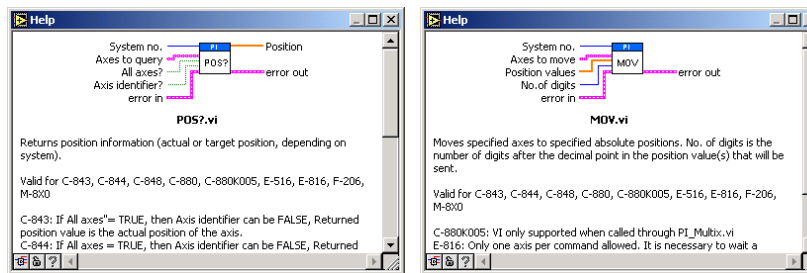 Help
System no.
PI
Position
Axes to query
POS?
All axes?
Axis identifier?
error out
error in
POS?.vi
Returns position information (actual or target position, depending on
system).
Valid for C-843, C-844, C-848, C-880, C-880K005, E-516, E-816, F-206,
M-8X0
C-843: If All axes"= TRUE, then Axis identifier can be FALSE, Returned
position value is the actual position of the axis.
C-844: If All axes = TRUE, then Axis identifier can be FALSE, Returned
?
Help
System no.
PI
Axes to move
MOV
Position values
error out
No.of digits
error in
MOV.vi
Moves specified axes to specified absolute positions. No. of digits is the
number of digits after the decimal point in the position value(s) that will be
sent.
Valid for C-843, C-844, C-848, C-880, C-880K005, E-516, E-816, F-206,
M-8X0
C-880K005: VI only supported when called through PI_Multix.vi
E-816: Only one axis per command allowed. It is necessary to wait a
?